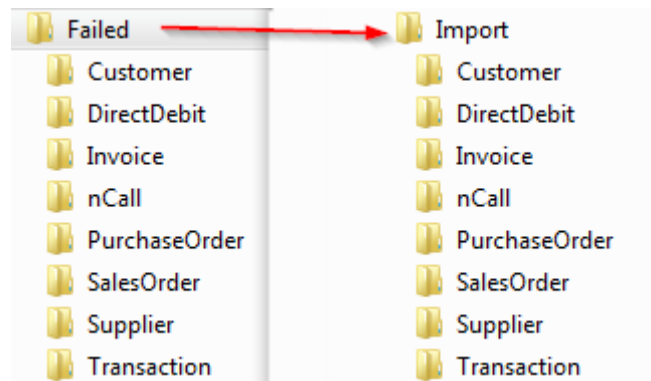 Failed
Customer
DirectDebit
Invoice
nCall
PurchaseOrder
SalesOrder
Supplier
Transaction
Import
Customer
DirectDebit
Invoice
nCall
PurchaseOrder
SalesOrder
Supplier
Transaction